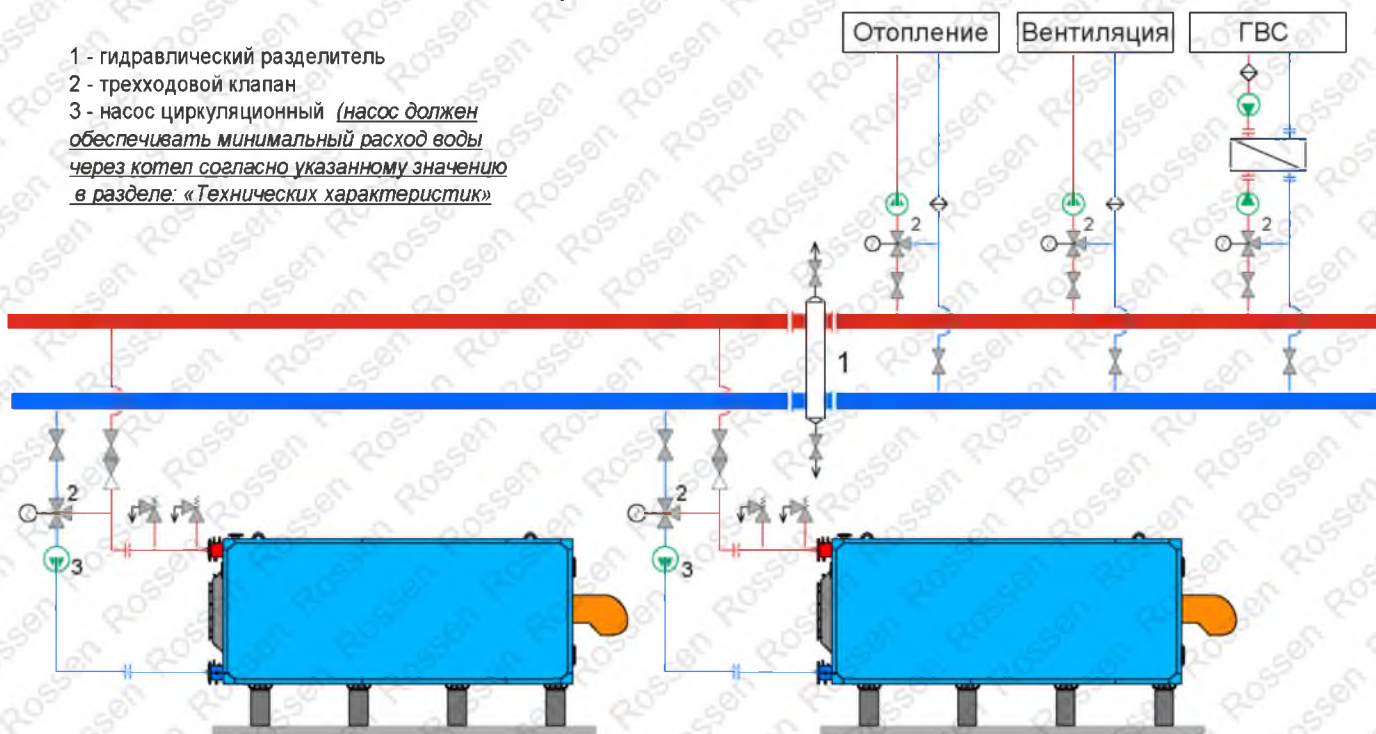 1 - гидравлический разделитель
2 - трехходовой клапан
3 - насос циркуляционный (насос должен
обеспечивать минимальный расход воды
через котел согласно указанному значению
в разделе: «Технических характеристик»
Отопление
Вентиляция
ГВС
2
2
2
1
2
3
2
3
Rossen